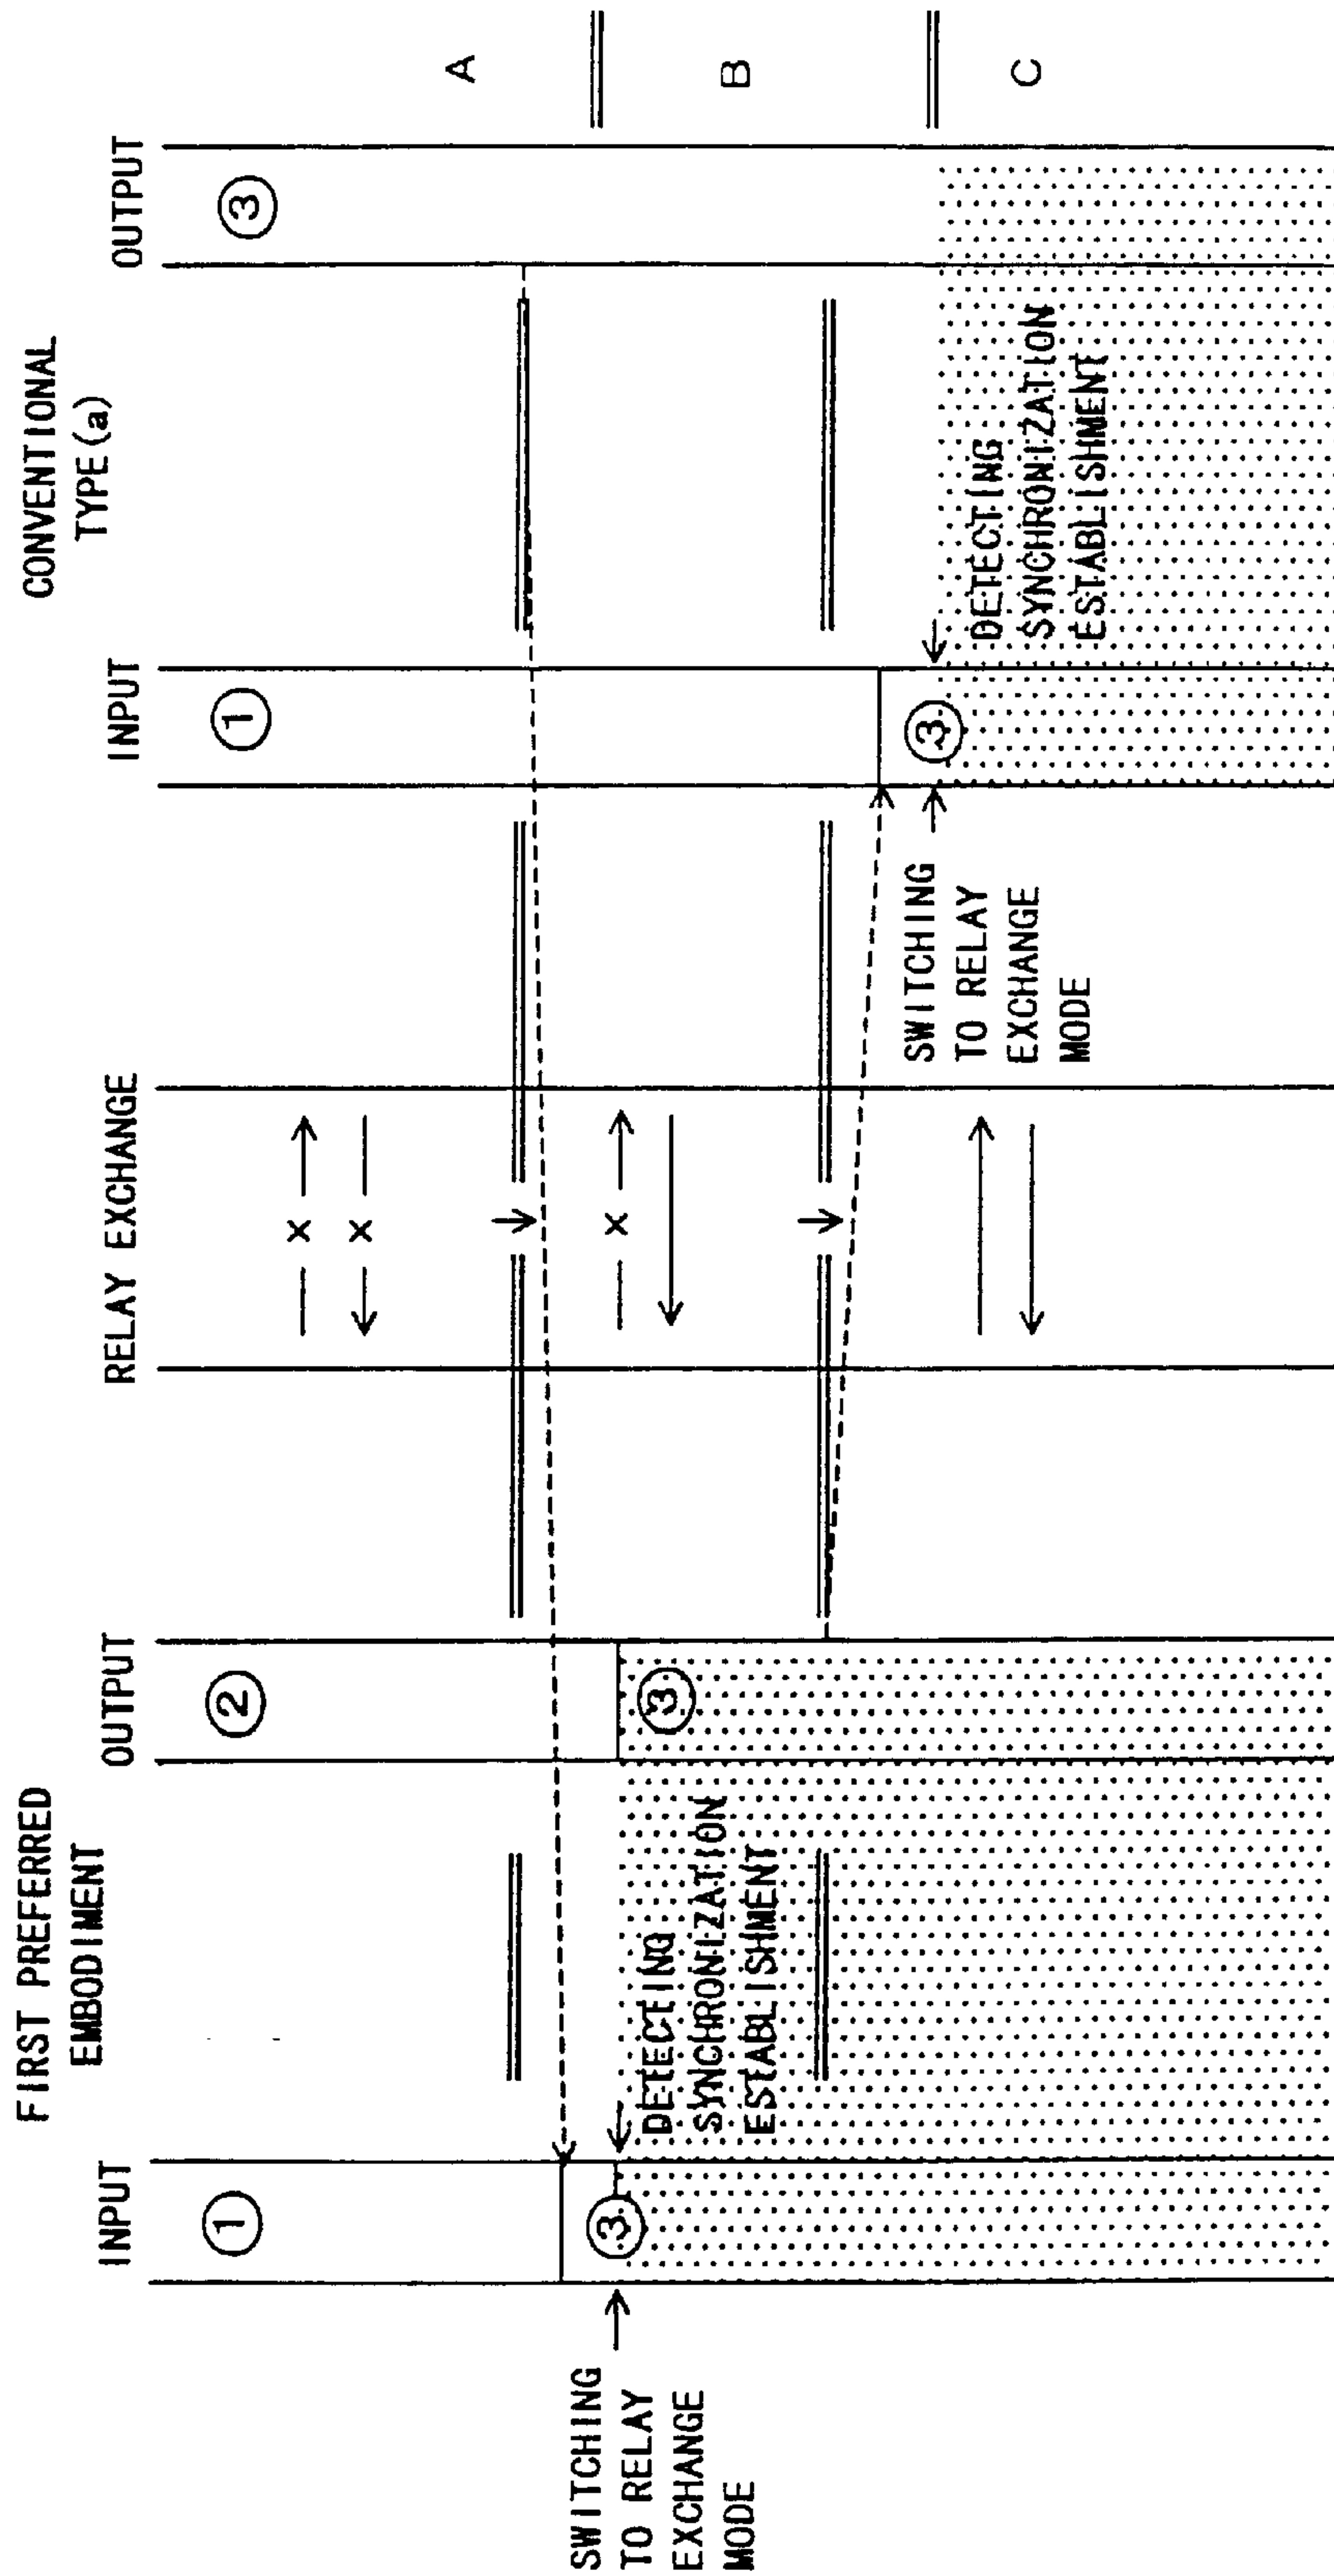 FIRST PREFERRED
EMBODIMENT
CONVENTIONAL
TYPE(a)
INPUT
OUTPUT
RELAY EXCHANGE
INPUT
OUTPUT
①
②
①
③
A
x
x
SWITCHING
TO RELAY
EXCHANGE
MODE
③
DETECTING
SYNCHRONIZATION
ESTABLISHMENT
③
x
B
③
SWITCHING
TO RELAY
EXCHANGE
MODE
DETECTING
SYNCHRONIZATION
ESTABLISHMENT
C